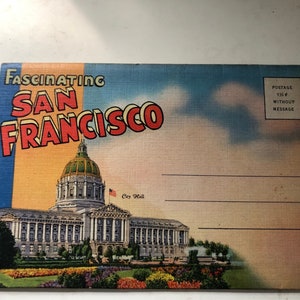 FASCINATING
SAN
FRANCISCO
POSTAGE
1½¢
WITHOUT
MESSAGE
City Hall